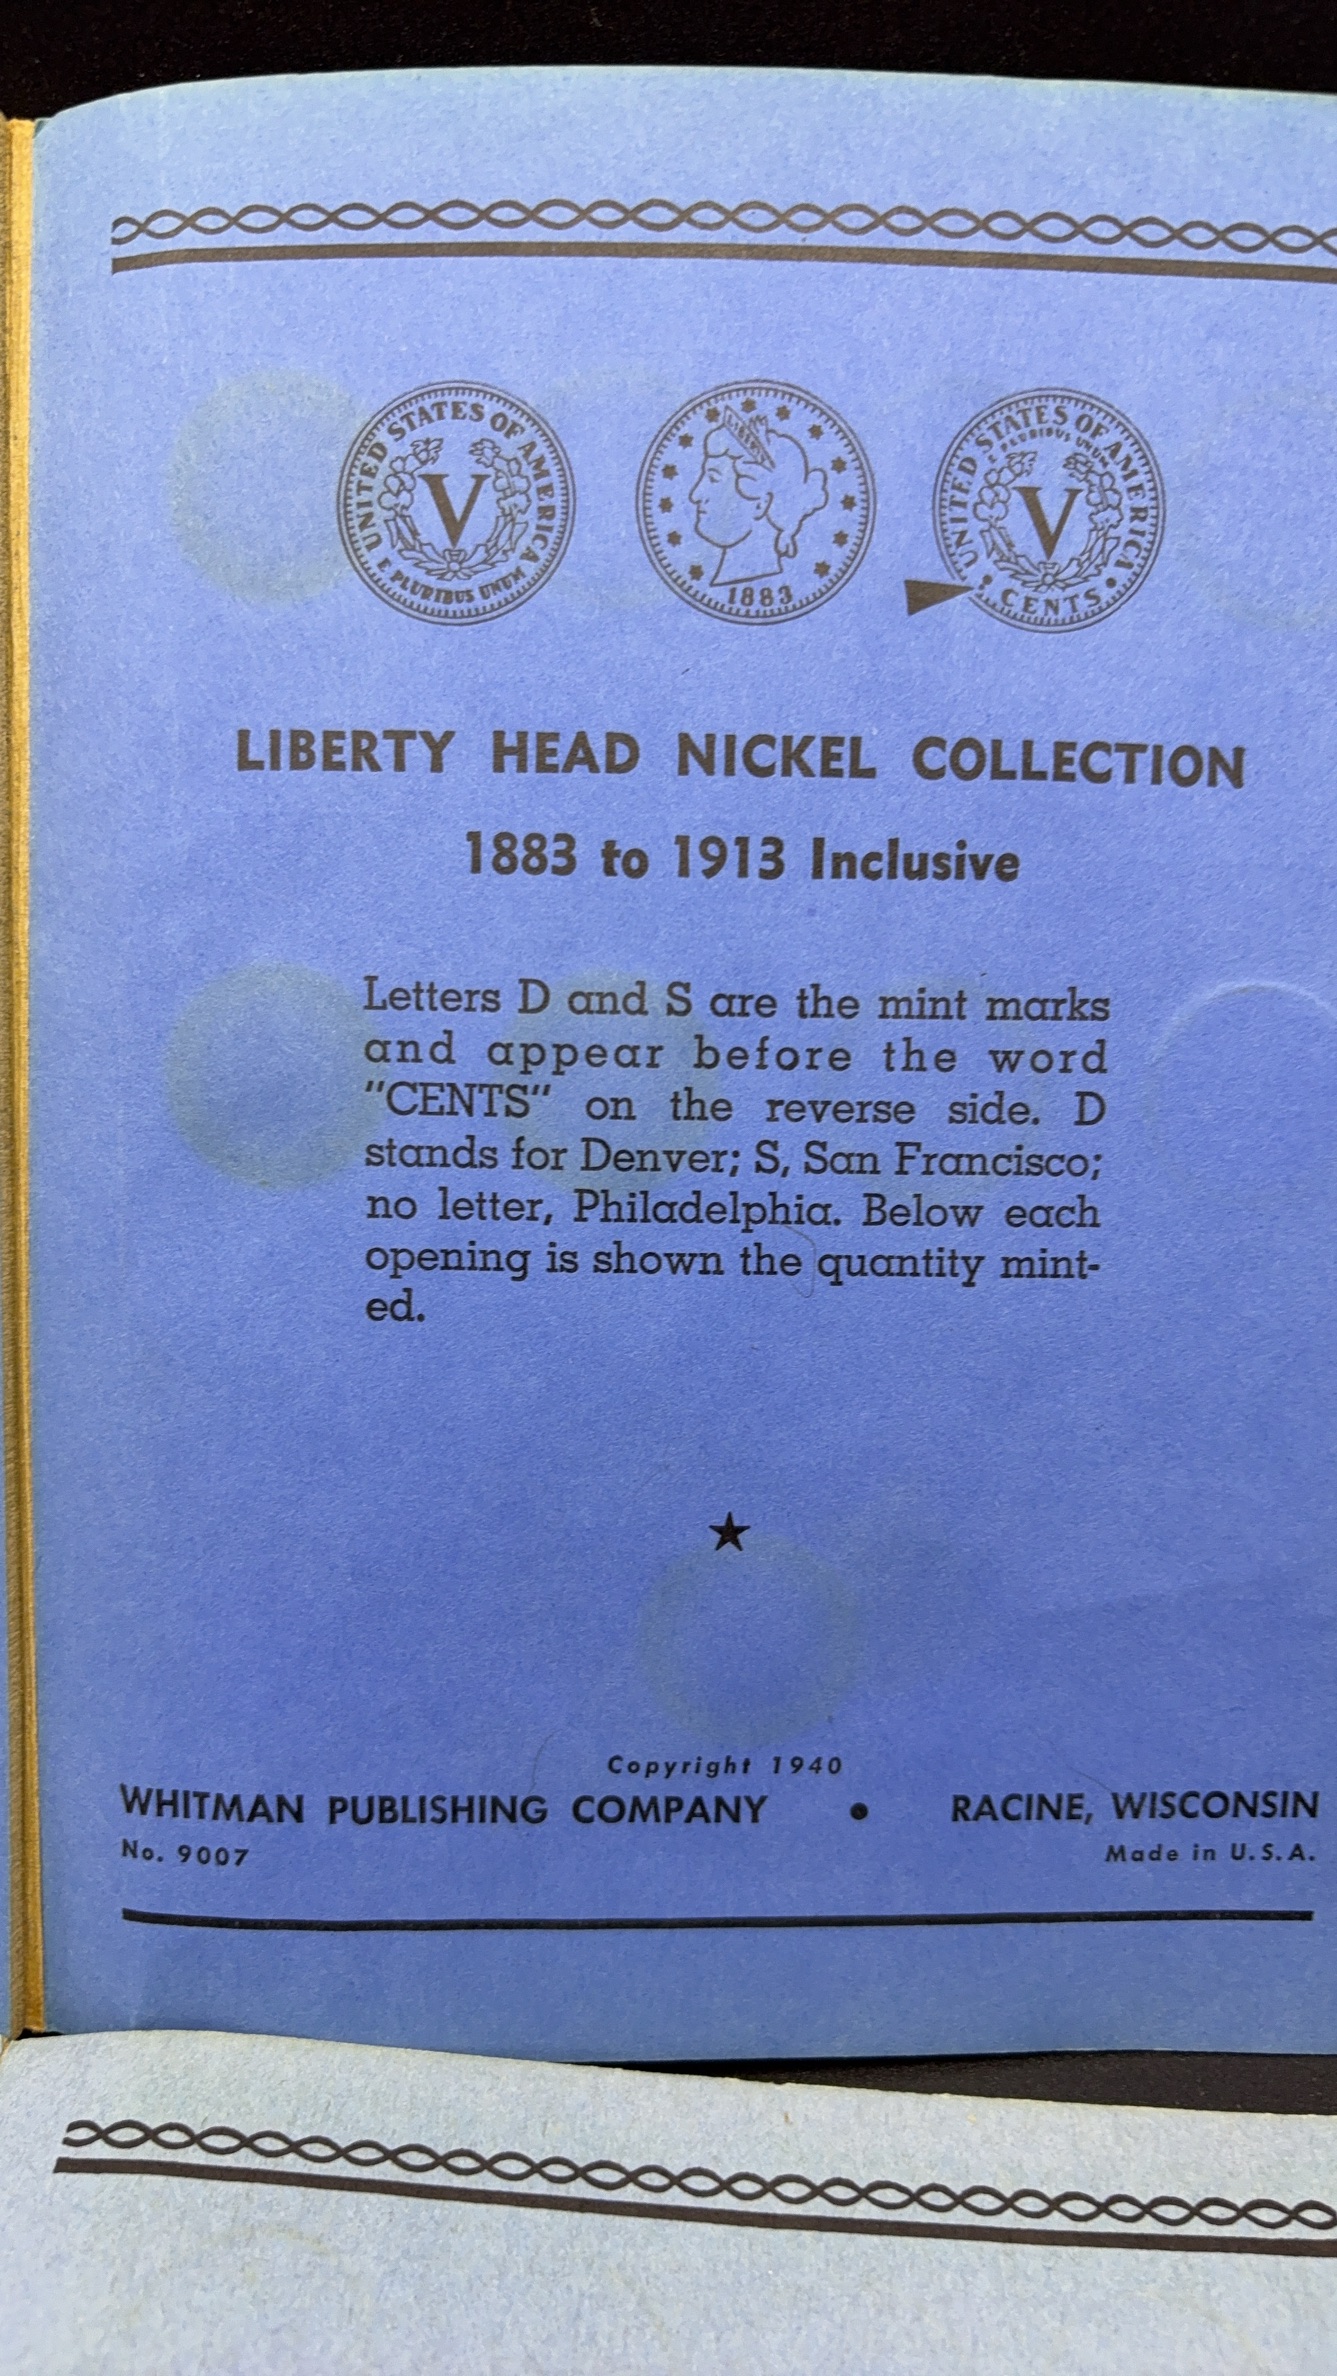 UNITED STATES OF AMERICA
V
E PLURIBUS UNUM
LIBERTY
1883
UNITED STATES OF AMERICA
E PLURIBUS UNUM
V
CENTS
LIBERTY HEAD NICKEL COLLECTION
1883 to 1913 Inclusive
Letters D and S are the mint marks
and appear before the word
"CENTS" on the reverse side. D
stands for Denver; S, San Francisco;
no letter, Philadelphia. Below each
opening is shown the quantity mint-
ed.
Copyright 1940
WHITMAN PUBLISHING COMPANY • RACINE, WISCONSIN
No. 9007 Made in U.S.A.